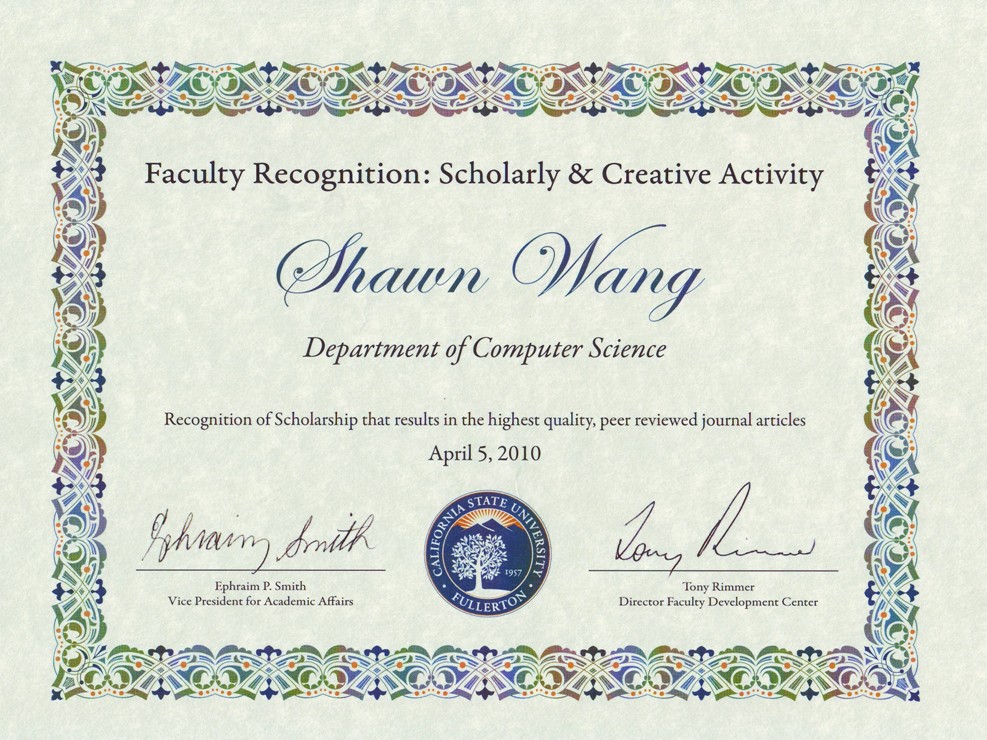 Faculty Recognition: Scholarly & Creative Activity
Shawn Wang
Department of Computer Science
Recognition of Scholarship that results in the highest quality, peer reviewed journal articles
April 5, 2010
Ephraim Smith
Tony Rimmer
CALIFORNIA STATE UNIVERSITY
1957
FULLERTON
Ephraim P. Smith
Vice President for Academic Affairs
Tony Rimmer
Director Faculty Development Center